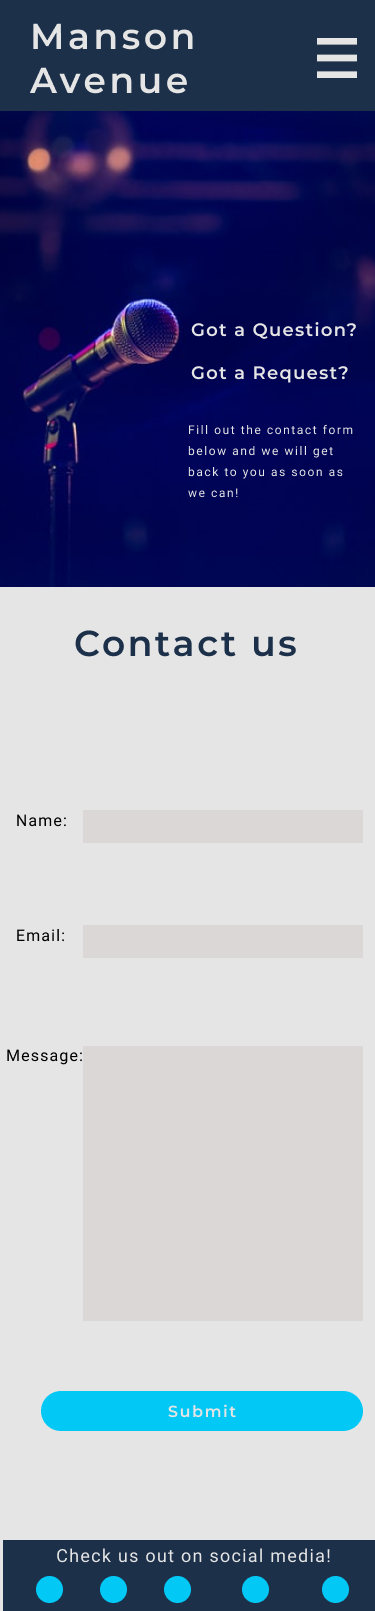 Manson
Avenue
Got a Question?
Got a Request?
Fill out the contact form
below and we will get
back to you as soon as
we can!
Contact us
Name:
Email:
Message:
Submit
Check us out on social media!